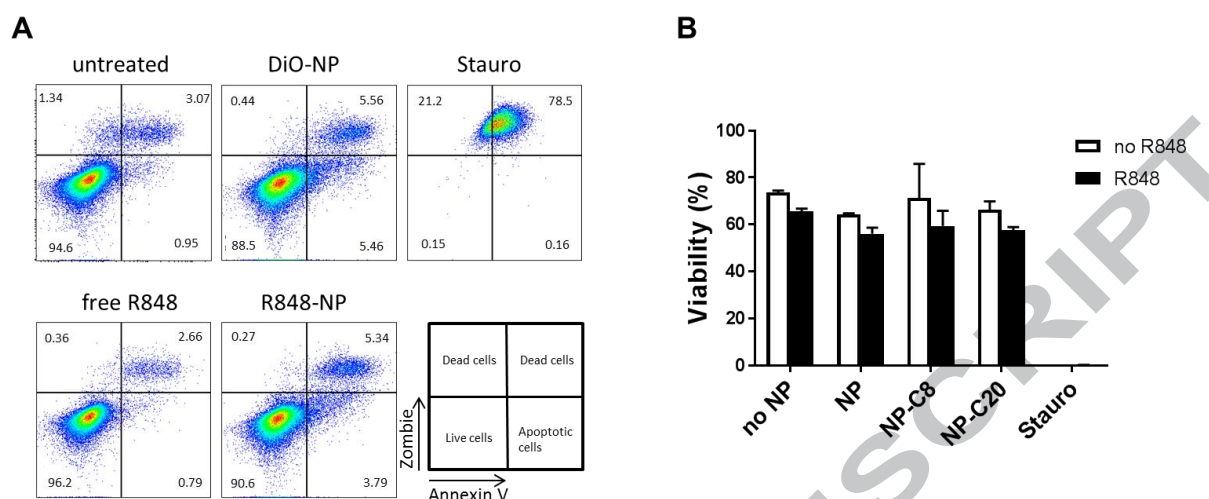 A
B
untreated
DiO-NP
Stauro
1.34
3.07
94.6
0.95
0.44
5.56
88.5
5.46
21.2
78.5
0.15
0.16
free R848
R848-NP
0.36
2.66
96.2
0.79
0.27
5.34
90.6
3.79
Dead cells
Dead cells
Live cells
Apoptotic
cells
Zombie
Annexin V
Viability (%)
100
80
60
40
20
0
no R848
R848
no NP
NP
NP-C8
NP-C20
Stauro
NUSCRIPT